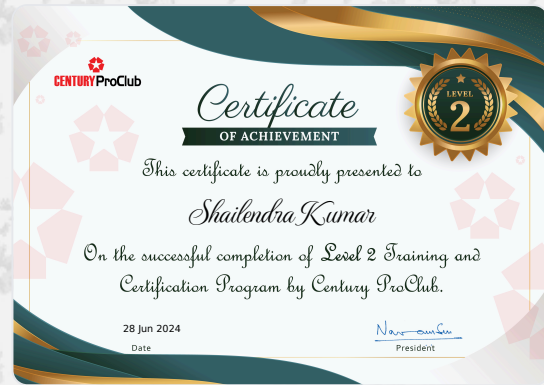 CENTURY ProClub
LEVEL
2
Certificate
OF ACHIEVEMENT
This certificate is proudly presented to
Shailendra Kumar
On the successful completion of Level 2 Training and
Certification Program by Century ProClub.
28 Jun 2024
Date
President